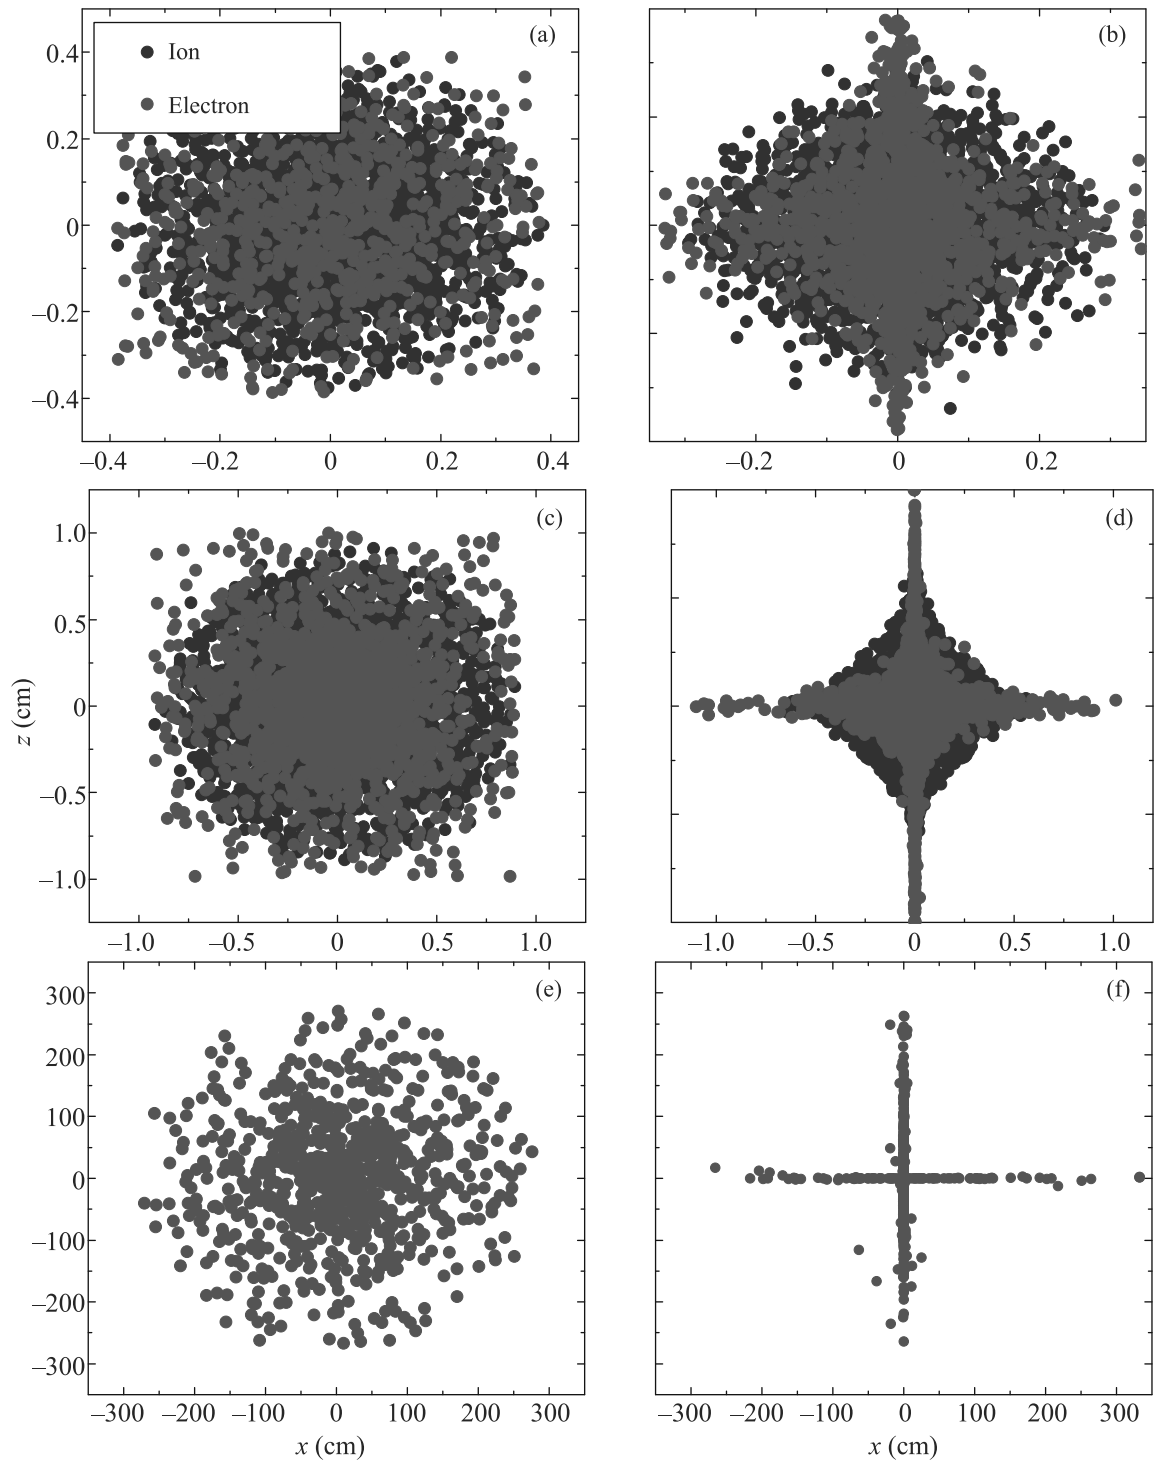 (a)
Ion
Electron
0.4
0.2
0
–0.2
–0.4
–0.4 –0.2 0 0.2 0.4
(b)
–0.2 0 0.2
(c)
1.0
0.5
0
–0.5
–1.0
z (cm)
–1.0 –0.5 0 0.5 1.0
(d)
–1.0 –0.5 0 0.5 1.0
(e)
300
200
100
0
–100
–200
–300
–300 –200 –100 0 100 200 300
x (cm)
(f)
–300 –200 –100 0 100 200 300
x (cm)